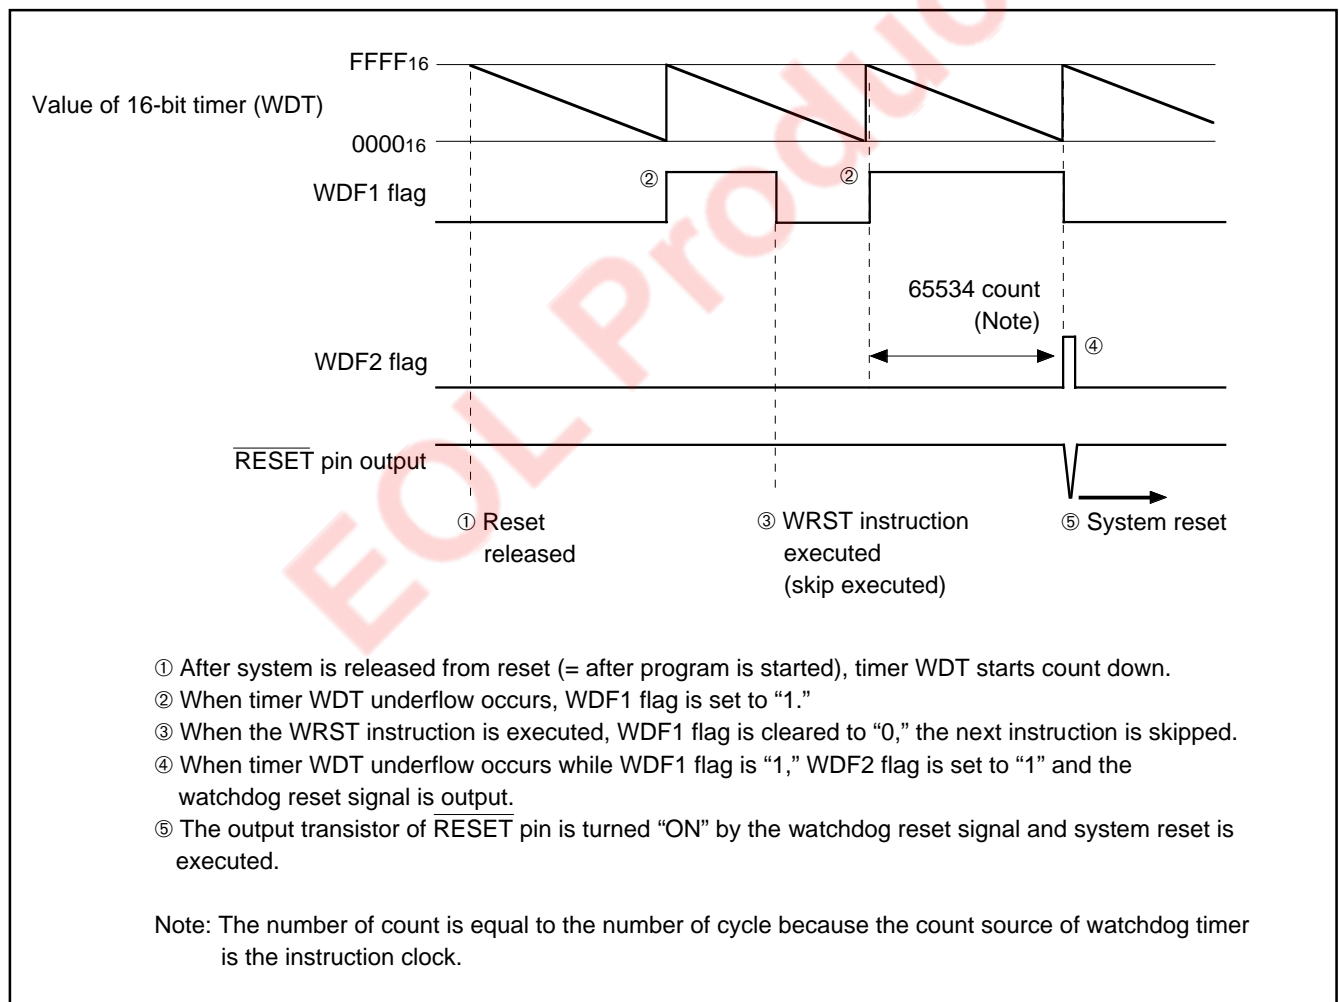 FFFF16
Value of 16-bit timer (WDT)
000016
② ②
WDF1 flag
65534 count
(Note)
④
WDF2 flag
RESET pin output
① Reset
released
③ WRST instruction
executed
(skip executed)
⑤ System reset
① After system is released from reset (= after program is started), timer WDT starts count down.
② When timer WDT underflow occurs, WDF1 flag is set to “1.”
③ When the WRST instruction is executed, WDF1 flag is cleared to “0,” the next instruction is skipped.
④ When timer WDT underflow occurs while WDF1 flag is “1,” WDF2 flag is set to “1” and the
watchdog reset signal is output.
⑤ The output transistor of RESET pin is turned “ON” by the watchdog reset signal and system reset is
executed.
Note: The number of count is equal to the number of cycle because the count source of watchdog timer
is the instruction clock.
EOL Produc